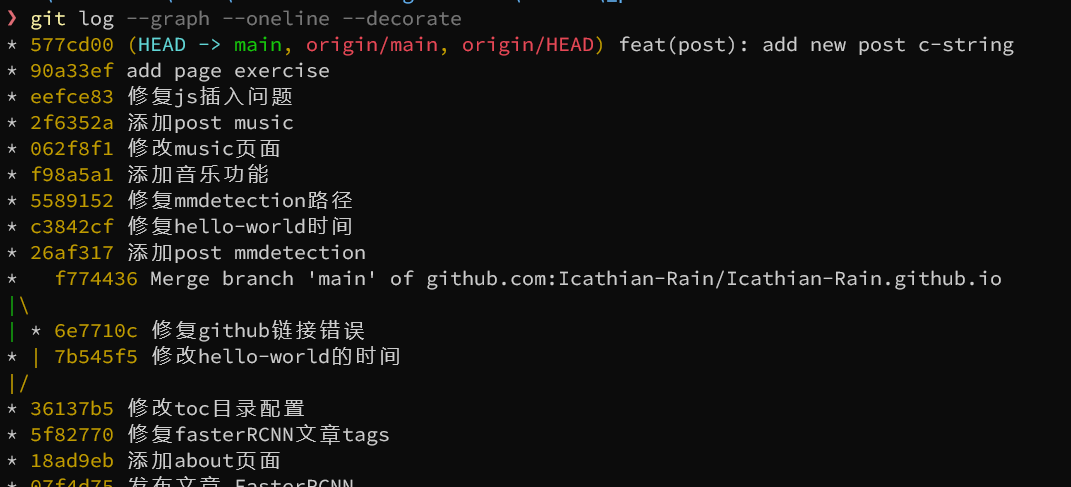 ❯ git log --graph --oneline --decorate
* 577cd00 (HEAD -> main, origin/main, origin/HEAD) feat(post): add new post c-string
* 90a33ef add page exercise
* eefce83 修复js插入问题
* 2f6352a 添加post music
* 062f8f1 修改music页面
* f98a5a1 添加音乐功能
* 5589152 修复mmdetection路径
* c3842cf 修复hello-world时间
* 26af317 添加post mmdetection
*   f774436 Merge branch 'main' of github.com:Icathian-Rain/Icathian-Rain.github.io
|\
| * 6e7710c 修复github链接错误
* | 7b545f5 修改hello-world的时间
|/
* 36137b5 修改toc目录配置
* 5f82770 修复fasterRCNN文章tags
* 18ad9eb 添加about页面
* 07f4d75 发布文章 FasterRCNN